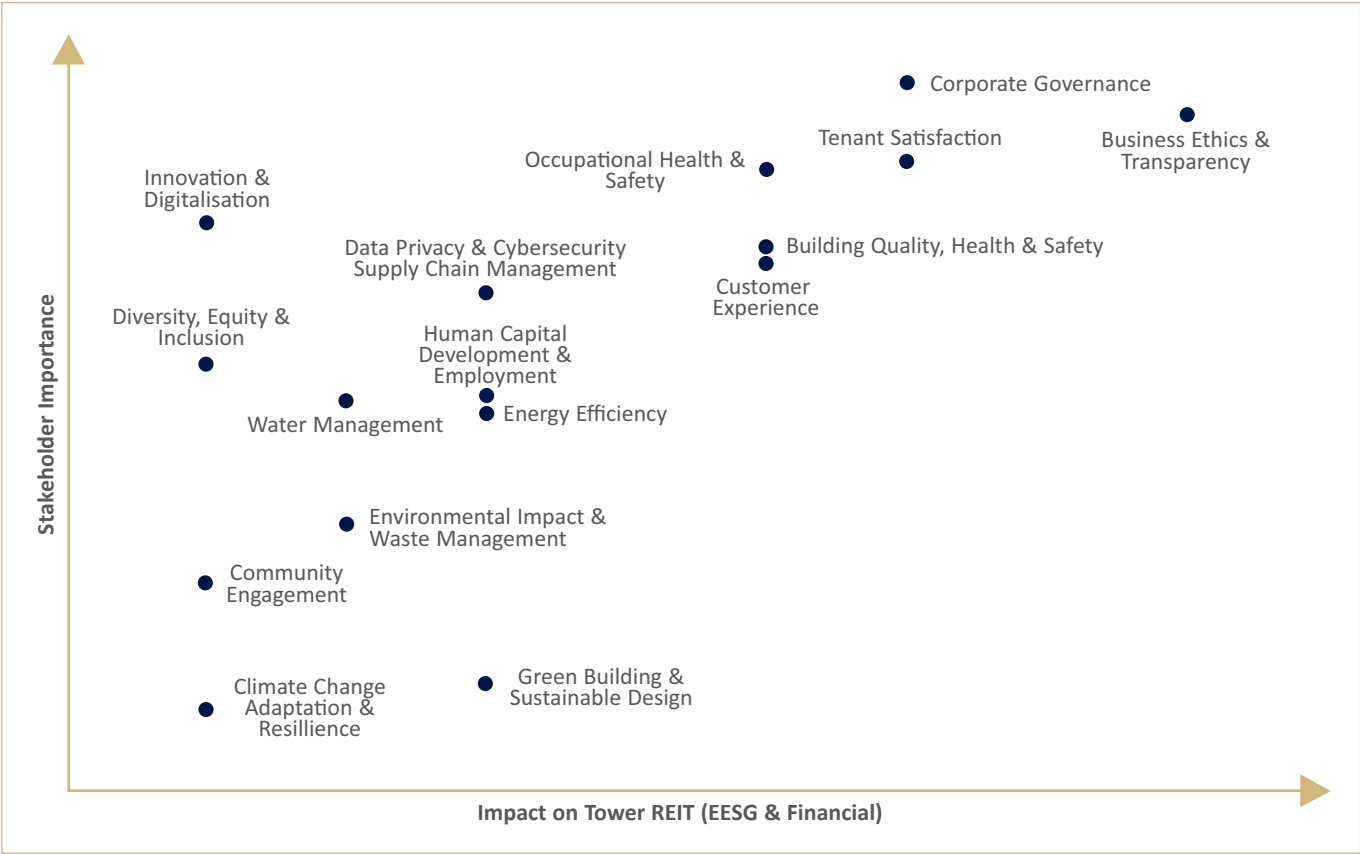 Corporate Governance
Tenant Satisfaction
Business Ethics &
Transparency
Occupational Health &
Safety
Innovation &
Digitalisation
Data Privacy & Cybersecurity
Supply Chain Management
Building Quality, Health & Safety
Customer
Experience
Diversity, Equity &
Inclusion
Human Capital
Development &
Employment
Energy Efficiency
Water Management
Environmental Impact &
Waste Management
Community
Engagement
Green Building &
Sustainable Design
Climate Change
Adaptation &
Resillience
Stakeholder Importance
Impact on Tower REIT (EESG & Financial)